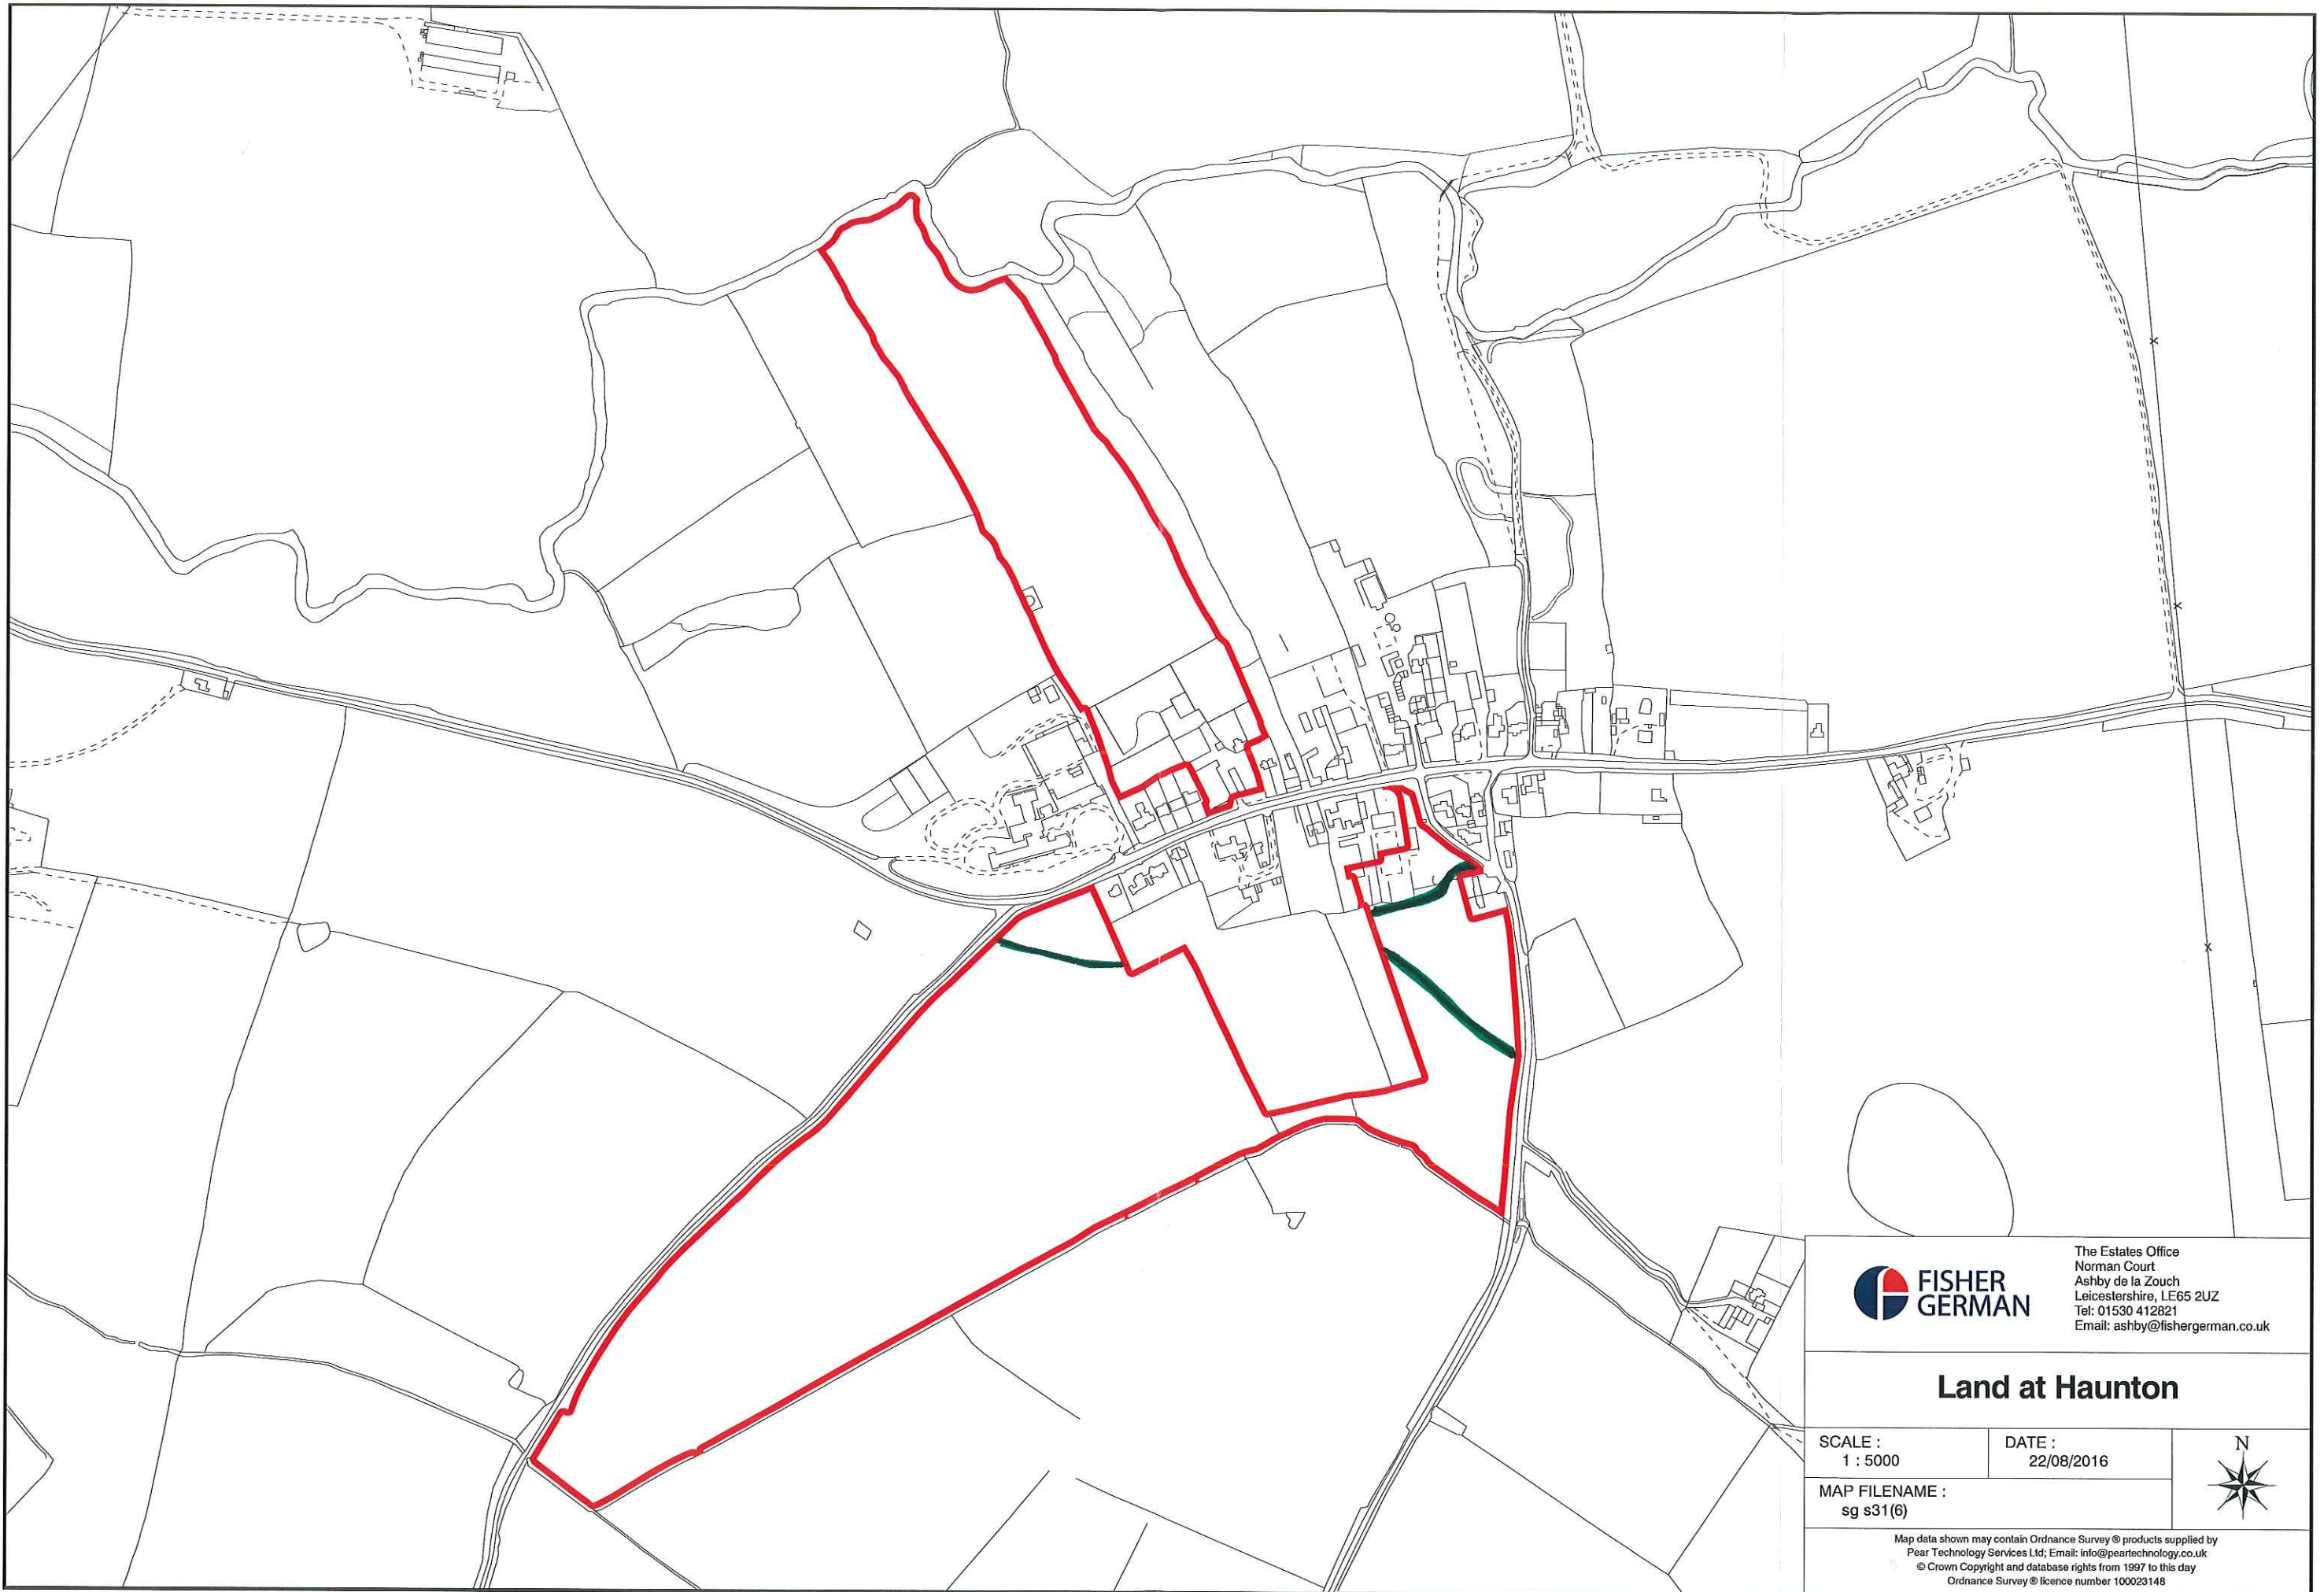 FISHER
GERMAN
The Estates Office
Norman Court
Ashby de la Zouch
Leicestershire, LE65 2UZ
Tel: 01530 412821
Email: ashby@fishergerman.co.uk
Land at Haunton
SCALE :
1 : 5000
DATE :
22/08/2016
N
MAP FILENAME :
sg s31(6)
Map data shown may contain Ordnance Survey ® products supplied by
Pear Technology Services Ltd; Email: info@peartechnology.co.uk
© Crown Copyright and database rights from 1997 to this day
Ordnance Survey ® licence number 100023148